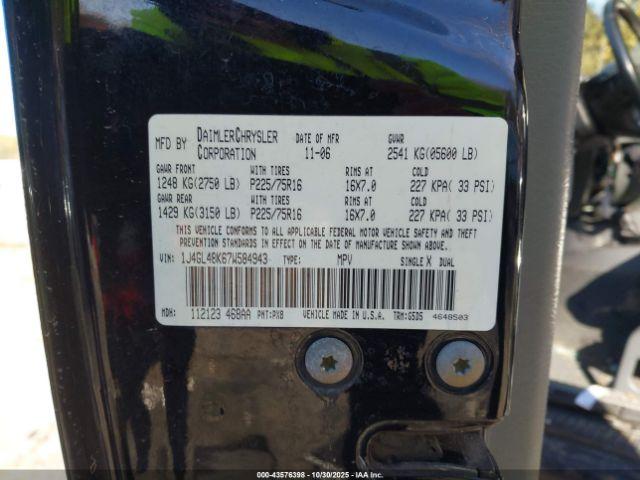 MFD BY DAIMLERCHRYSLER CORPORATION DATE OF MFR 11-06 GVWR 2541 KG(05600 LB)
GAWR FRONT WITH TIRES RIMS AT COLD
1248 KG(2750 LB) P225/75R16 16X7.0 227 KPA( 33 PSI)
GAWR REAR WITH TIRES RIMS AT COLD
1429 KG(3150 LB) P225/75R16 16X7.0 227 KPA( 33 PSI)
THIS VEHICLE CONFORMS TO ALL APPLICABLE FEDERAL MOTOR VEHICLE SAFETY AND THEFT
PREVENTION STANDARDS IN EFFECT ON THE DATE OF MANUFACTURE SHOWN ABOVE.
VIN: 1J4GL48K67W584943 TYPE: MPV SINGLE X DUAL
MDH: 112123 468AA PNT: PX8 VEHICLE MADE IN U.S.A. TRM: G5D5 4648503
000-43576398 - 10/30/2025 - Copyright IAA, Inc.